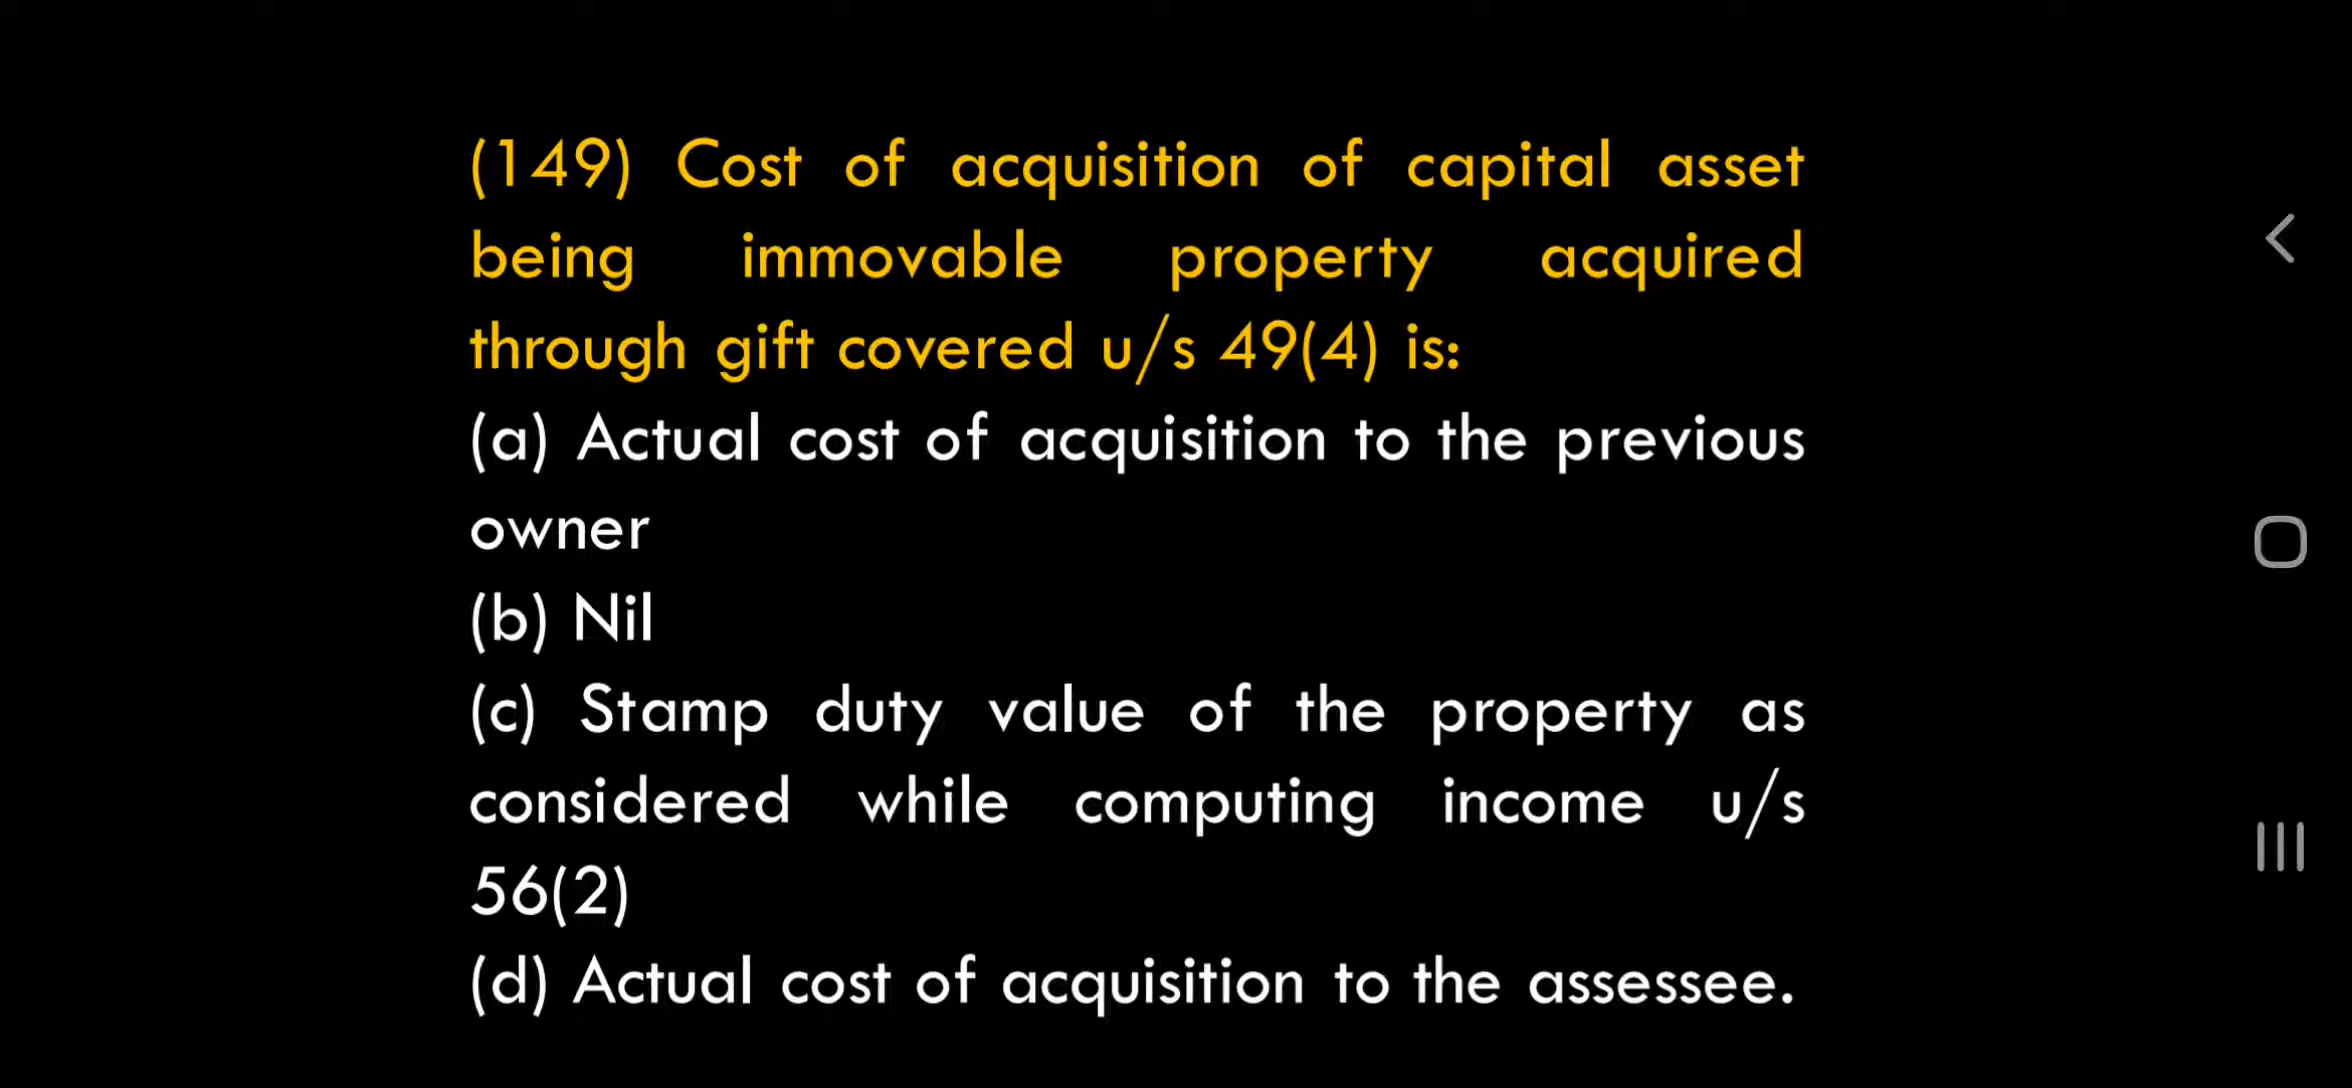 (149) Cost of acquisition of capital asset
being immovable property acquired
through gift covered u/s 49(4) is:
(a) Actual cost of acquisition to the previous
owner
(b) Nil
(c) Stamp duty value of the property as
considered while computing income u/s
56(2)
(d) Actual cost of acquisition to the assessee.